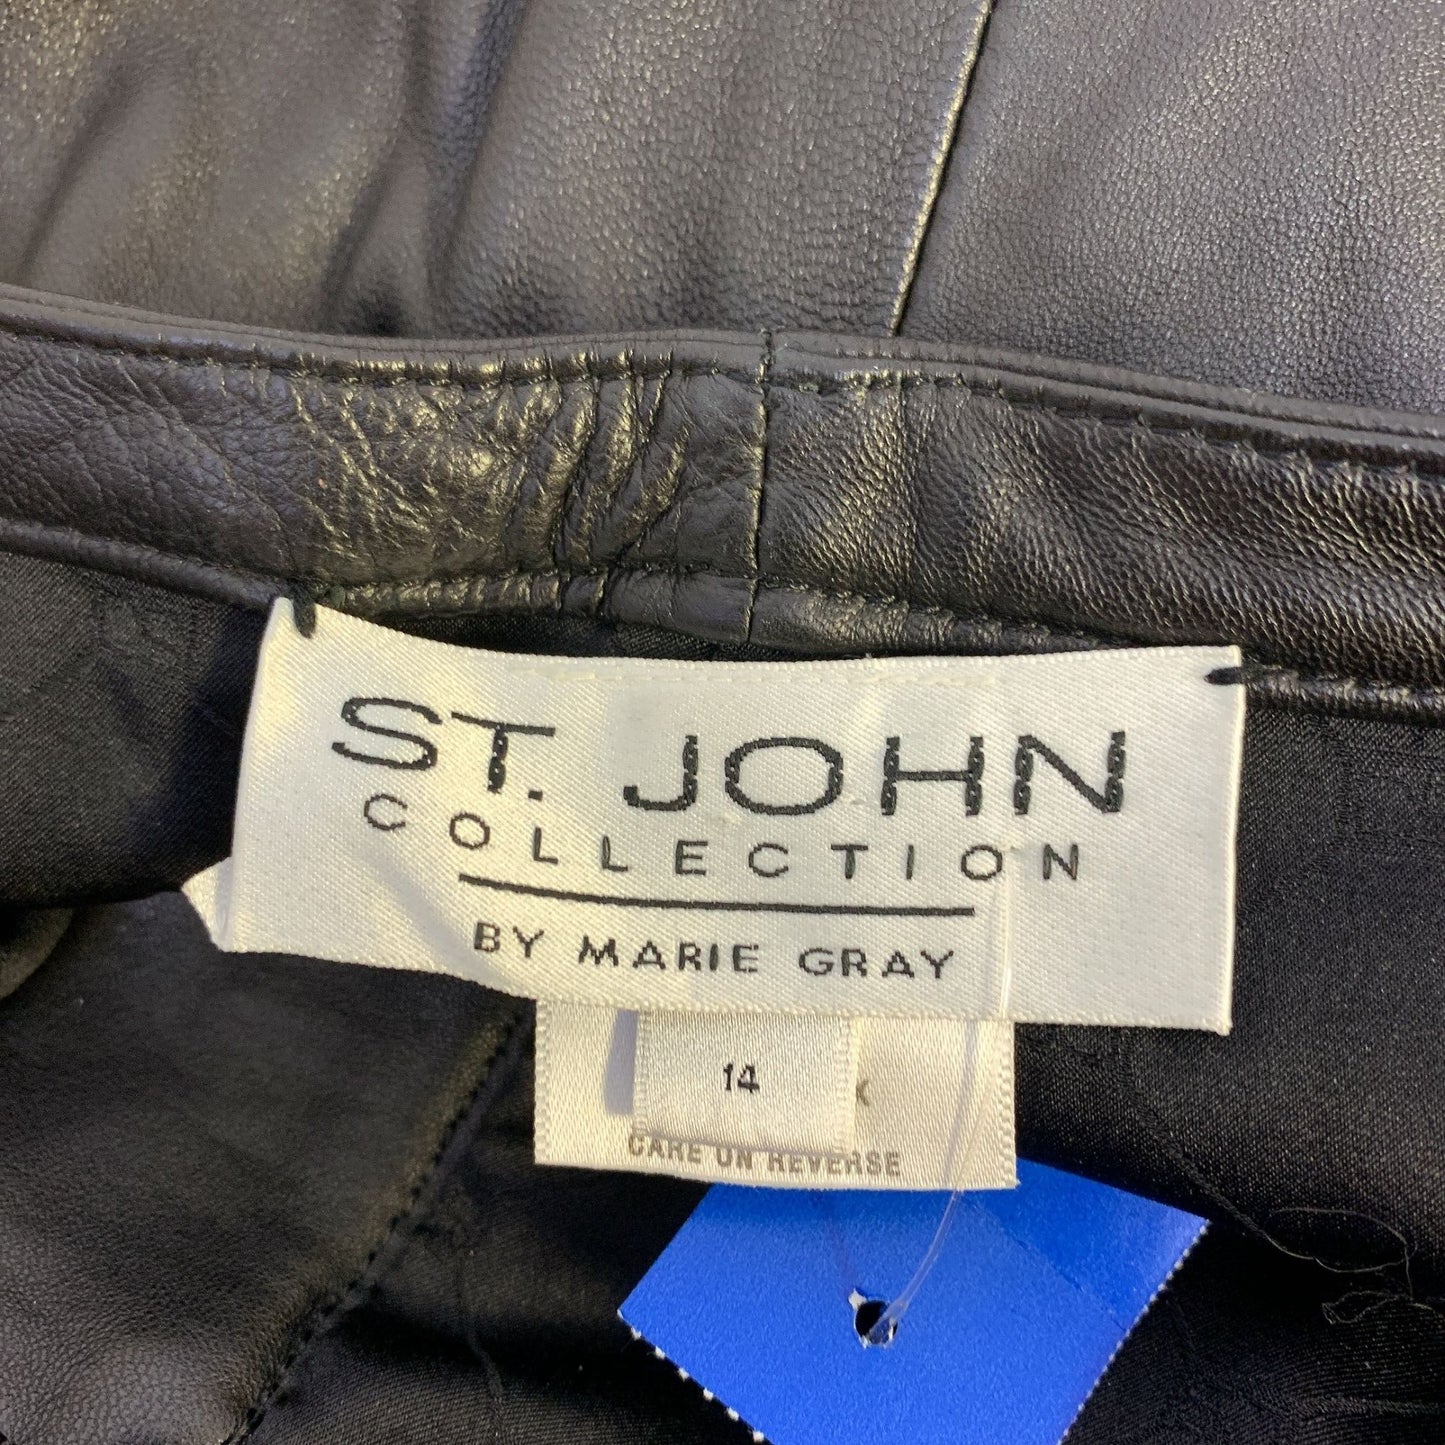 ST. JOHN
COLLECTION
BY MARIE GRAY
14
CARE ON REVERSE